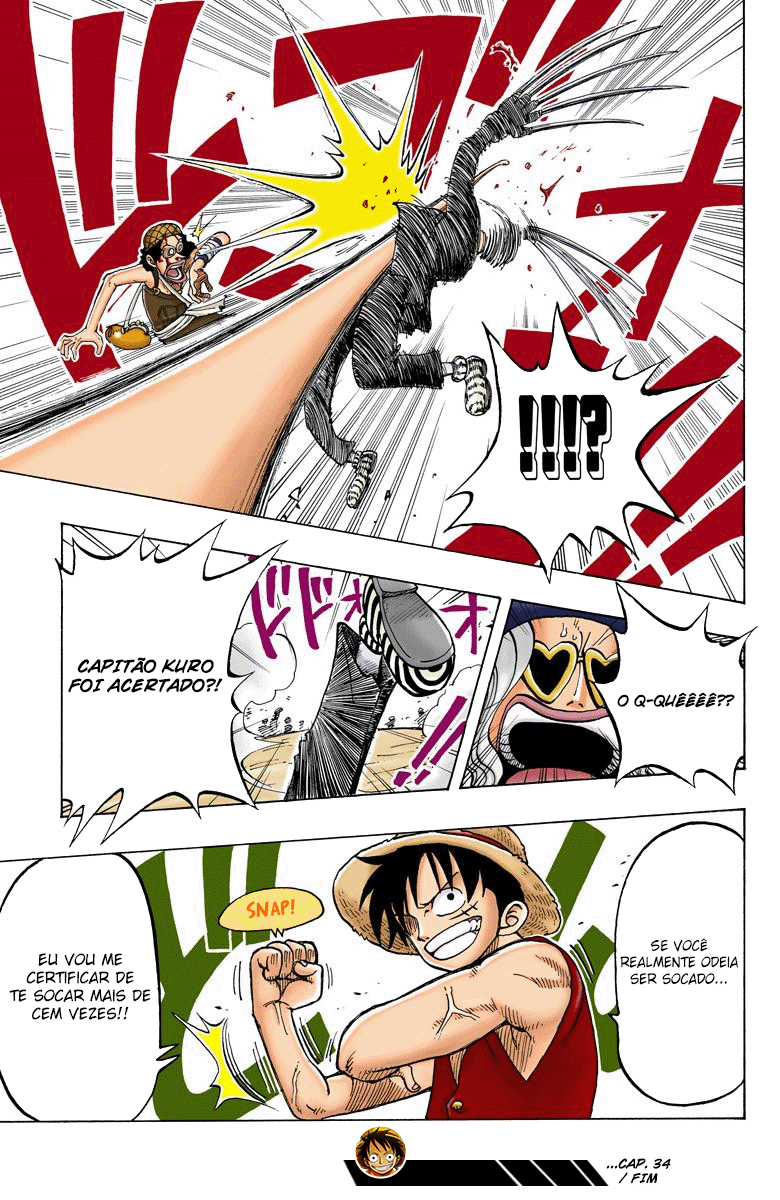 !!!?
O Q-QUÊÊÊÊ??
CAPITÃO KURO
FOI ACERTADO?!
SE VOCÊ
REALMENTE ODEIA
SER SOCADO...
SNAP!
EU VOU ME
CERTIFICAR DE
TE SOCAR MAIS DE
CEM VEZES!!
...CAP. 34
/ FIM